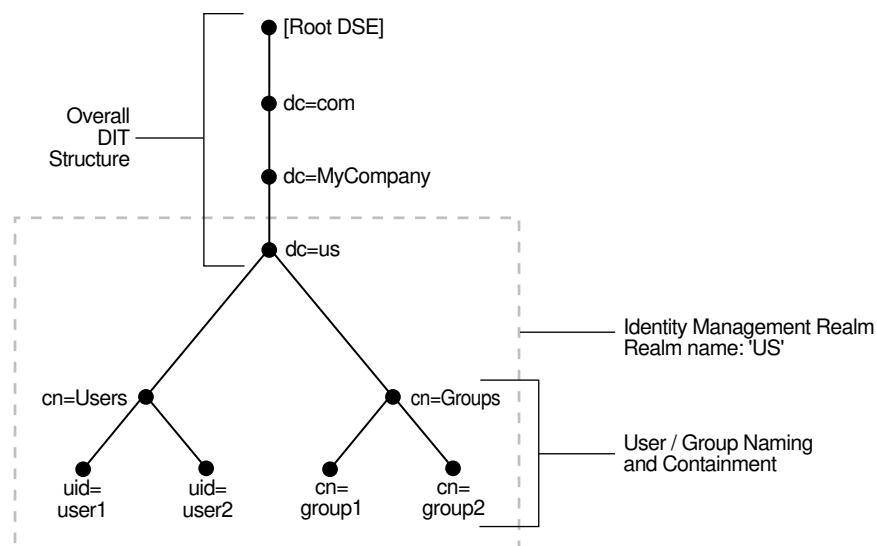 [Root DSE]
dc=com
Overall
DIT
Structure
dc=MyCompany
dc=us
Identity Management Realm
Realm name: 'US'
cn=Users
cn=Groups
User / Group Naming
and Containment
uid=
user1
uid=
user2
cn=
group1
cn=
group2